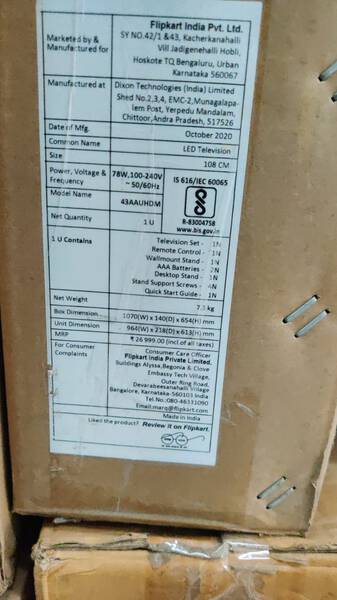 Marketed by & Manufactured for
Flipkart India Pvt. Ltd.
SY NO.42/1 &43, Kacherkanahalli
Vill Jadigenehalli Hobli,
Hoskote TQ Bengaluru, Urban
Karnataka 560067
Manufactured at
Dixon Technologies (India) Limited
Shed No.2,3,4, EMC-2,Munagalapa-
lem Post, Yerpedu Mandalam,
Chittoor,Andra Pradesh, 517526
Date of Mfg. October 2020
Common Name LED Television
Size 108 CM
Power, Voltage & Frequency
78W,100-240V
~ 50/60Hz
IS 616/IEC 60065
Model Name 43AAUHDM
R-83004758
www.bis.gov.in
Net Quantity 1 U
1 U Contains
Television Set - 1N
Remote Control - 1N
Wallmount Stand - 1N
AAA Batteries - 2N
Desktop Stand - 1N
Stand Support Screws - 4N
Quick Start Guide - 1N
Net Weight 7.3 kg
Box Dimension 1070(W) x 140(D) x 654(H) mm
Unit Dimension 964(W) x 218(D) x 613(H) mm
MRP ₹ 26 999.00 (incl.of all taxes)
For Consumer Complaints
Consumer Care Officer
Flipkart India Private Limited,
buildings Alyssa,Begonia & Clove
Embassy Tech Village,
Outer Ring Road,
Devarabeesanahalli Village
Bangalore, Karnataka-560103 India
Tel.No.:080-46331090
Email:marq@flipkart.com
Made in India
Liked the product? Review it on Flipkart.